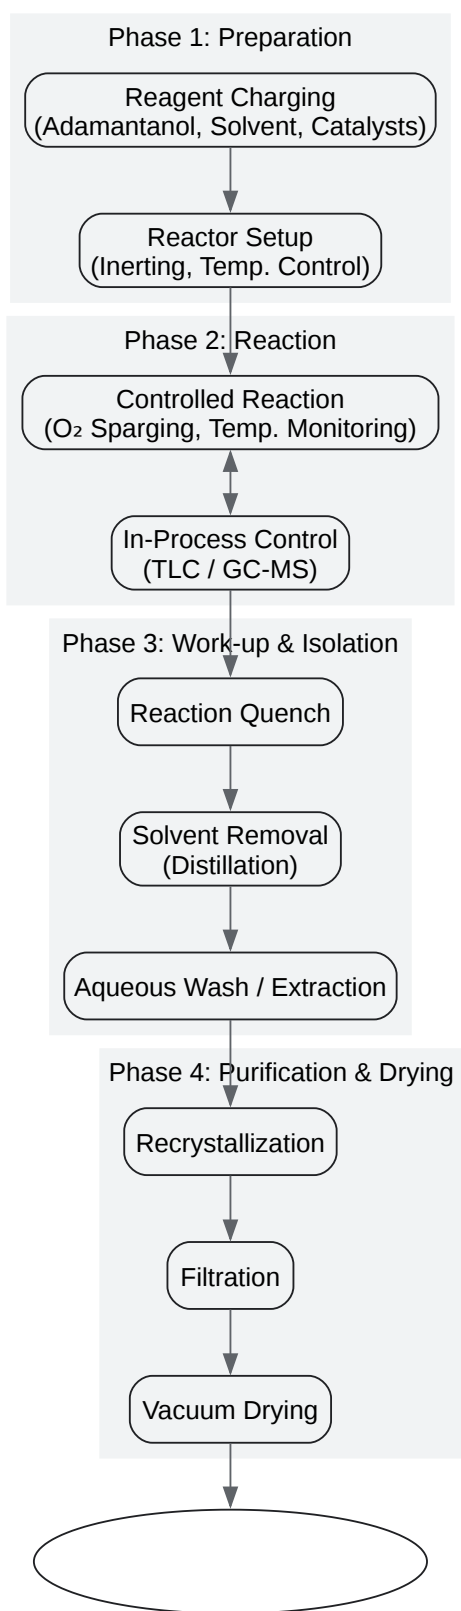 Phase 1: Preparation
Reagent Charging
(Adamantanol, Solvent, Catalysts)
Reactor Setup
(Inerting, Temp. Control)
Phase 2: Reaction
Controlled Reaction
(O₂ Sparging, Temp. Monitoring)
In-Process Control
(TLC / GC-MS)
Phase 3: Work-up & Isolation
Reaction Quench
Solvent Removal
(Distillation)
Aqueous Wash / Extraction
Phase 4: Purification & Drying
Recrystallization
Filtration
Vacuum Drying